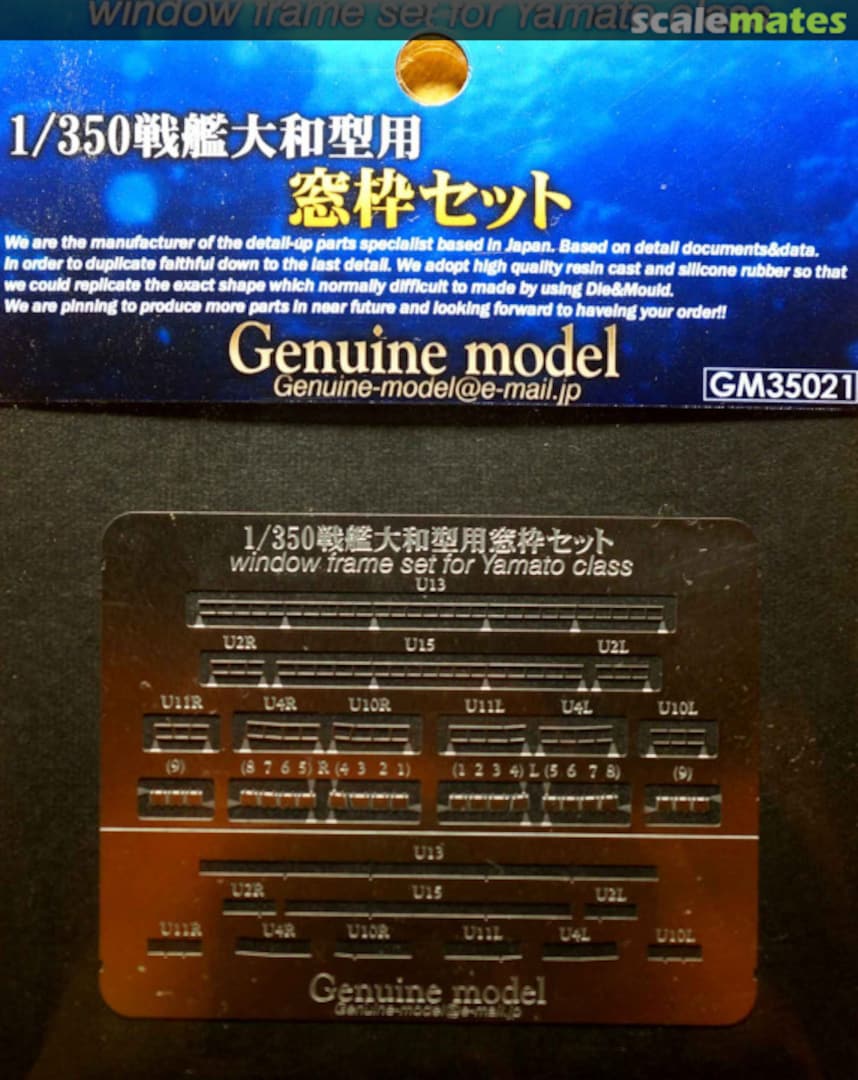 window frame set for Yamato class
scalemates
1/350戦艦大和型用
窓枠セット
We are the manufacturer of the detail-up parts specialist based in Japan. Based on detail documents&data.
In order to duplicate faithful down to the last detail. We adopt high quality resin cast and silicone rubber so that
we could replicate the exact shape which normally difficult to made by using Die&Mould.
We are pinning to produce more parts in near future and looking forward to haveing your order!!
Genuine model
Genuine-model@e-mail.jp
GM35021
1/350戦艦大和型用窓枠セット
window frame set for Yamato class
U13
U2R U15 U2L
U11R U4R U10R U11L U4L U10L
(9) (8 7 6 5) R (4 3 2 1) (1 2 3 4) L (5 6 7 8) (9)
U13
U2R U15 U2L
U11R U4R U10R U11L U4L U10L
Genuine model
Genuine-model@e-mail.jp